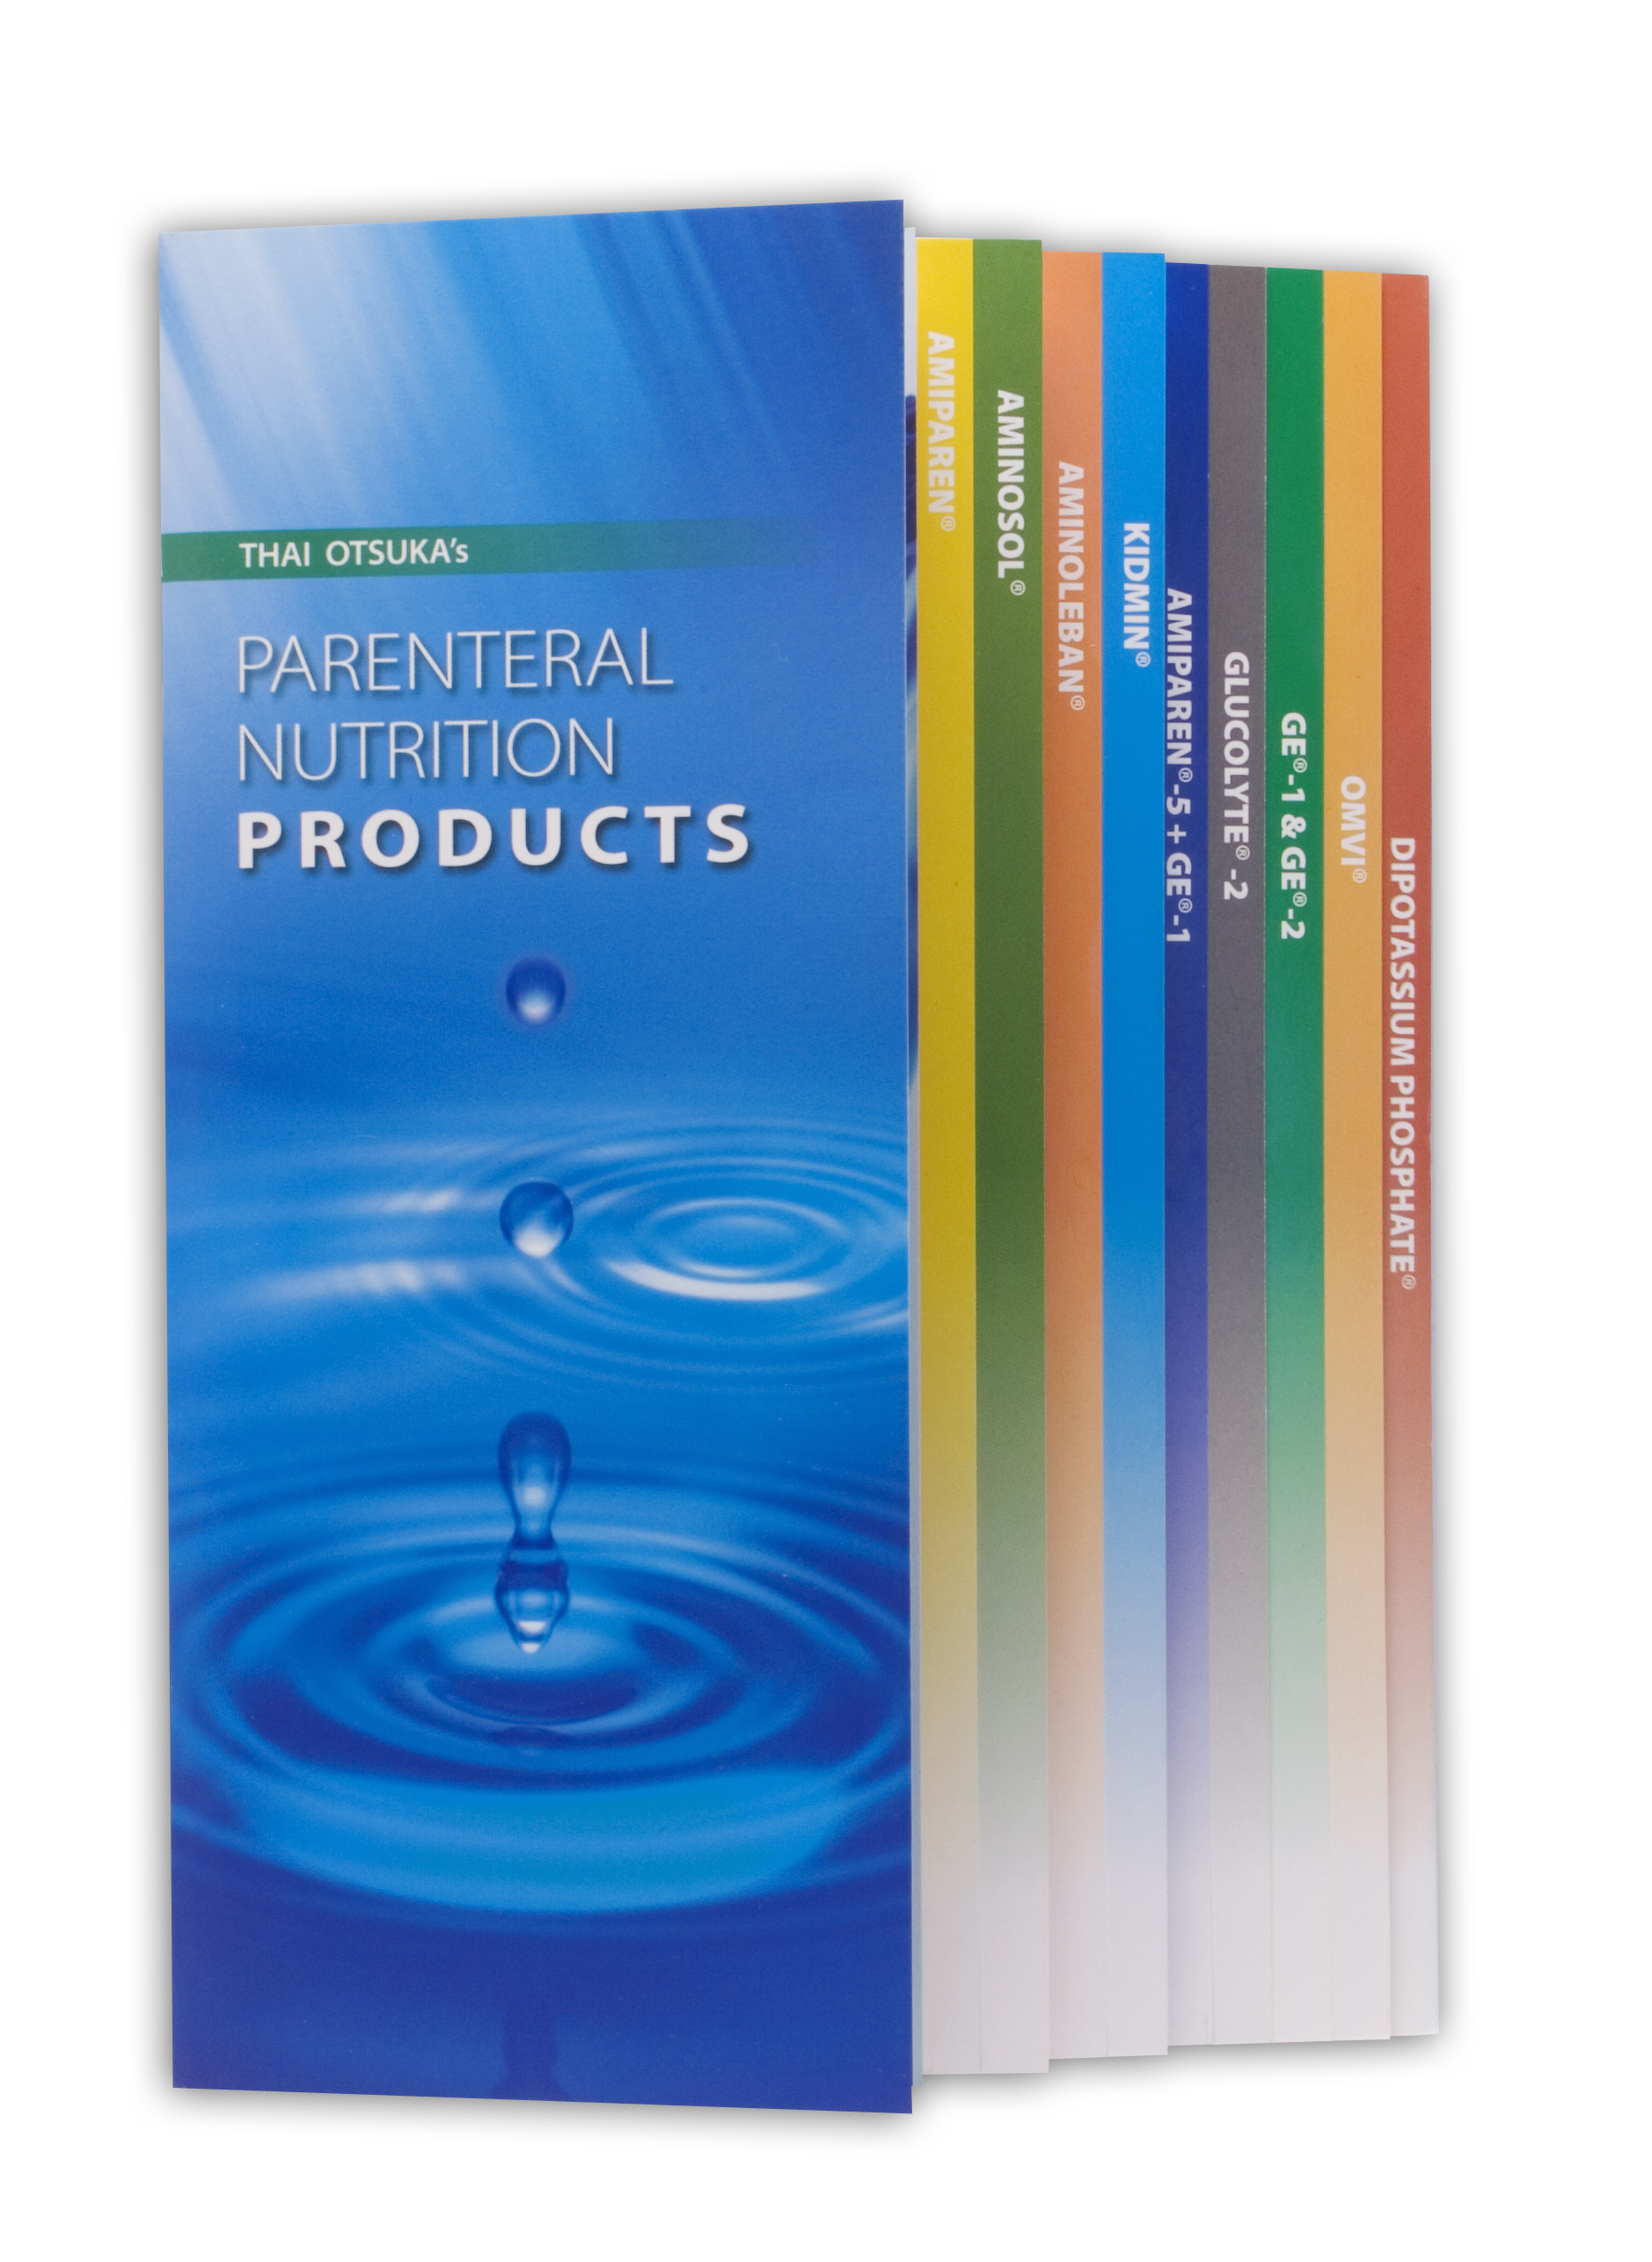 THAI OTSUKA's
PARENTERAL
NUTRITION
PRODUCTS
AMIPAREN®
AMINOSOL®
AMINOLEBAN®
KIDMIN®
AMIPAREN®-5 + GE®-1
GLUCOLYTE® -2
GE®-1 & GE®-2
OMVI®
DIPOTASSIUM PHOSPHATE®